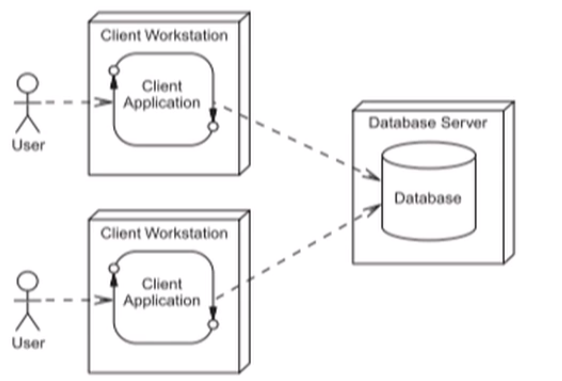 Client Workstation
Client
Application
User
Database Server
Database
Client Workstation
Client
Application
User